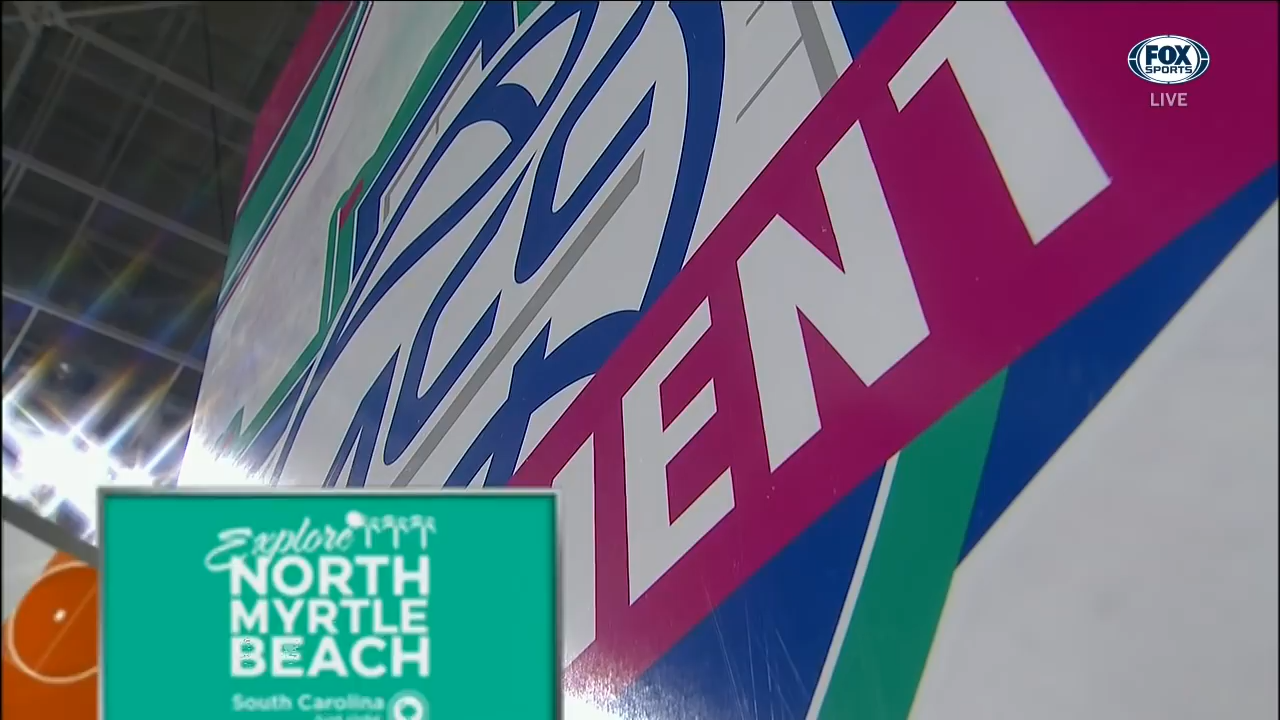 FOX
SPORTS
LIVE
ENT
Explore
NORTH
MYRTLE
BEACH
South Carolina